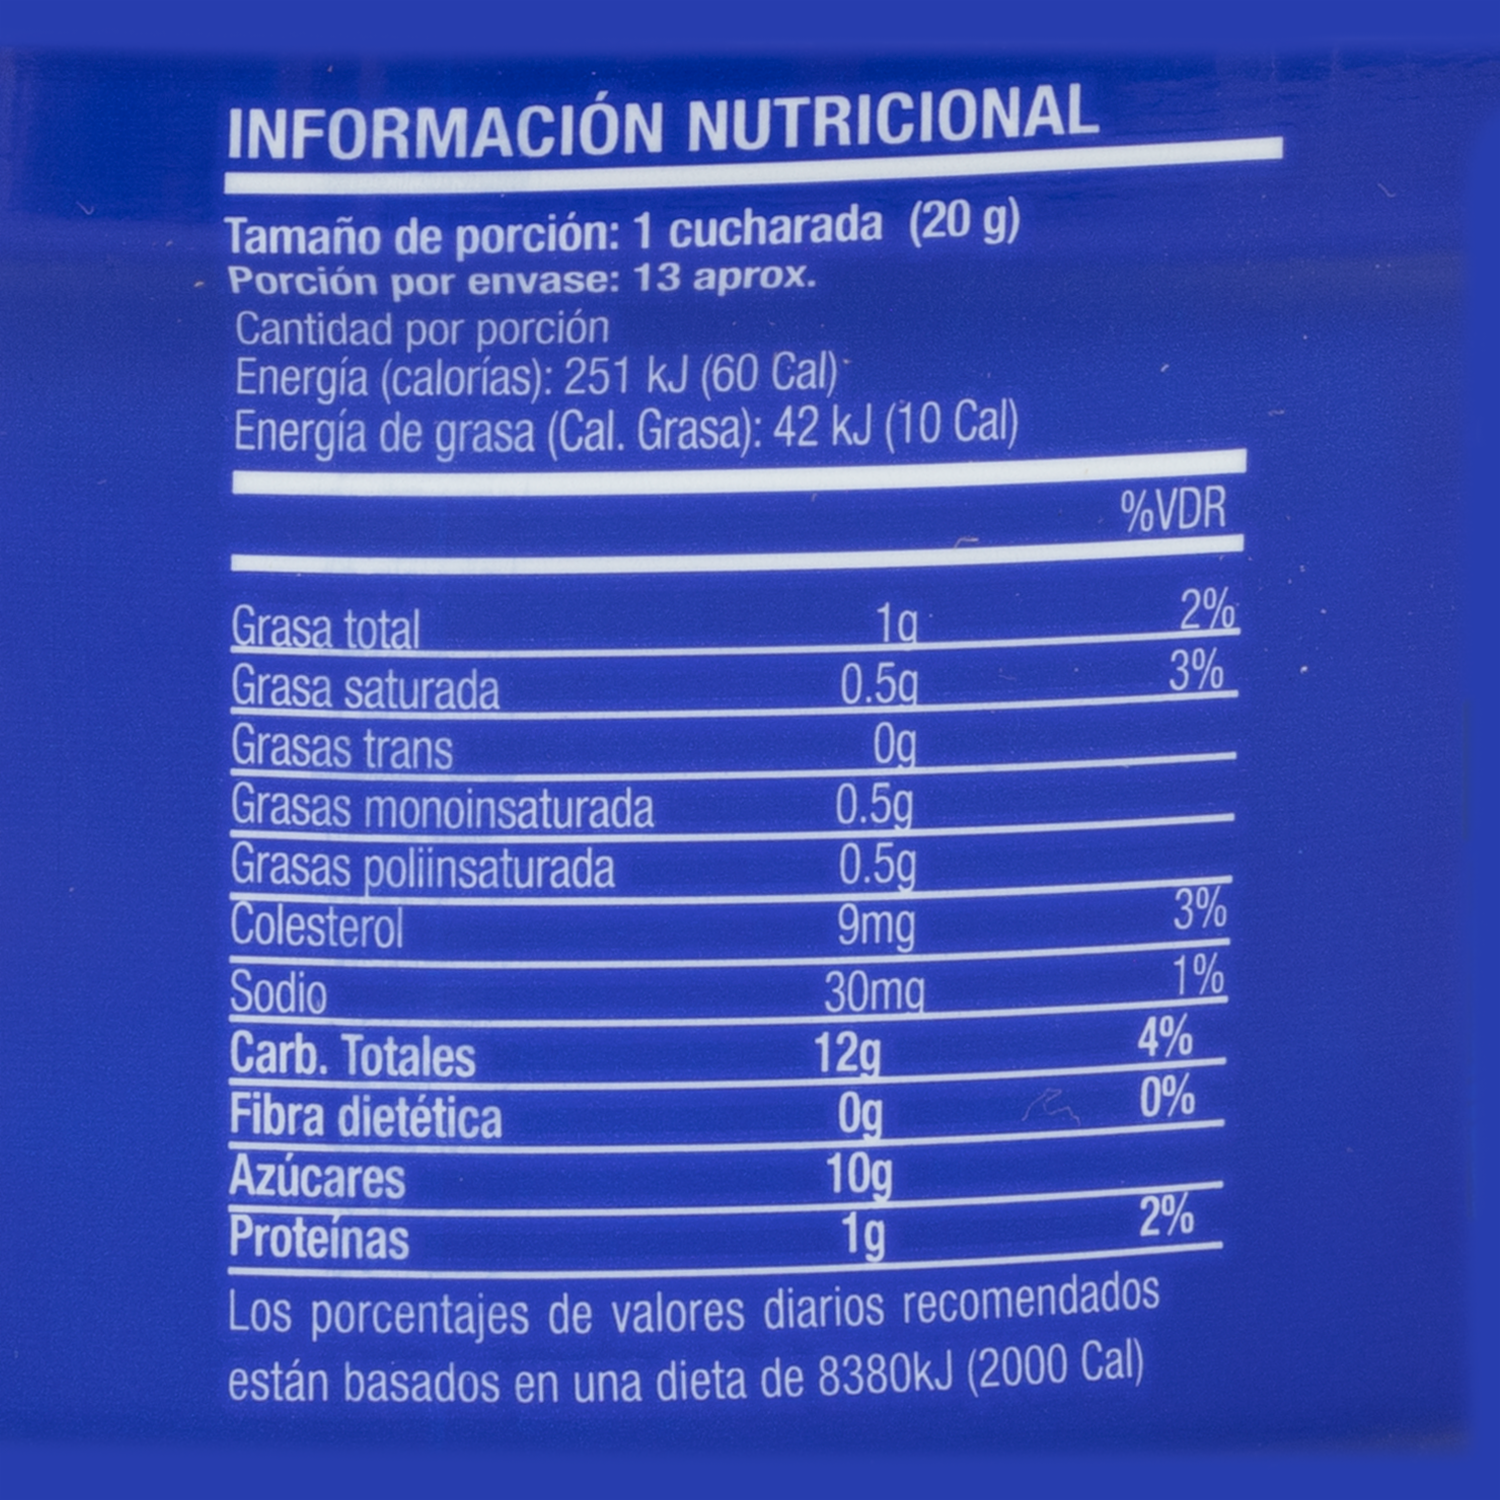 INFORMACIÓN NUTRICIONAL
Tamaño de porción: 1 cucharada (20 g)
Porción por envase: 13 aprox.
Cantidad por porción
Energía (calorías): 251 kJ (60 Cal)
Energía de grasa (Cal. Grasa): 42 kJ (10 Cal)
%VDR
Grasa total 1g 2%
Grasa saturada 0.5g 3%
Grasas trans 0g
Grasas monoinsaturada 0.5g
Grasas poliinsaturada 0.5g
Colesterol 9mg 3%
Sodio 30mg 1%
Carb. Totales 12g 4%
Fibra dietética 0g 0%
Azúcares 10g
Proteínas 1g 2%
Los porcentajes de valores diarios recomendados
están basados en una dieta de 8380kJ (2000 Cal)